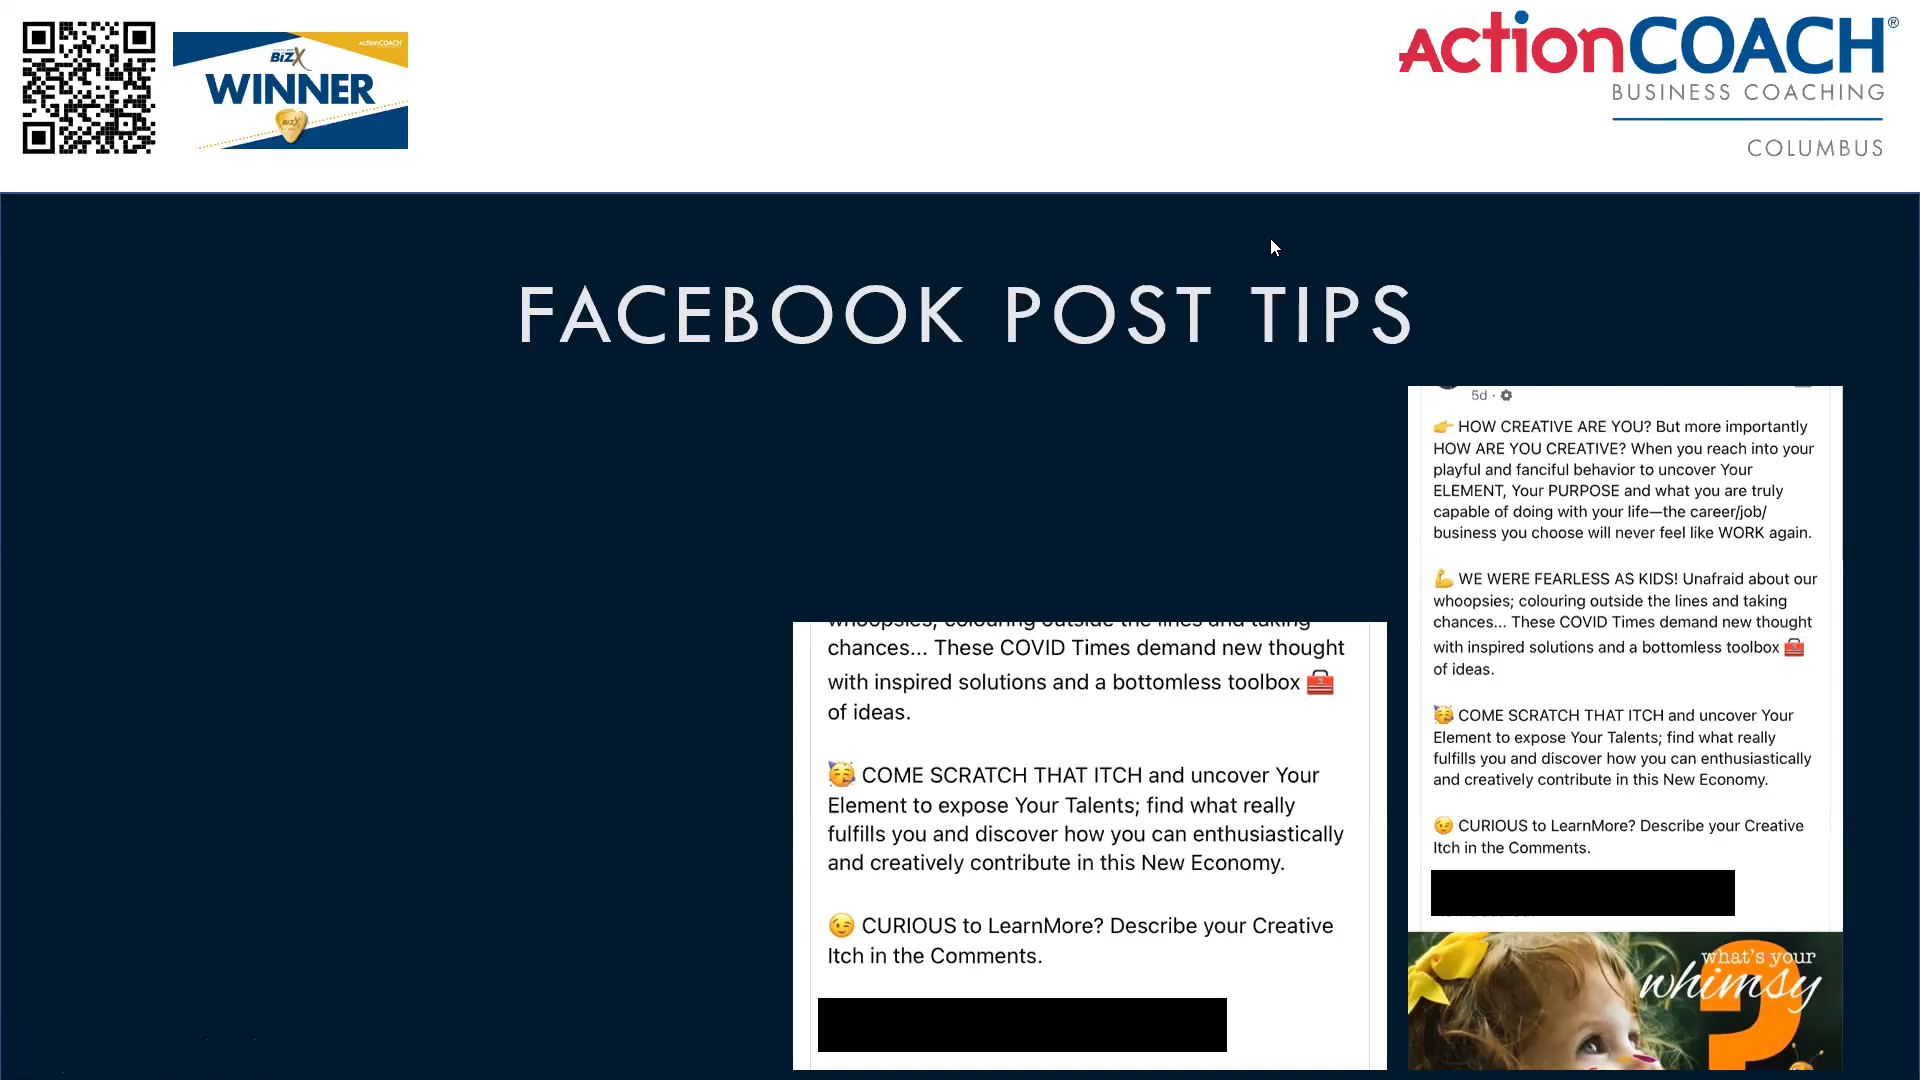 actionCOACH
BizX
WINNER
BizX
actionCOACH®
BUSINESS COACHING
COLUMBUS
FACEBOOK POST TIPS
whoopsies; colouring outside the lines and taking
chances... These COVID Times demand new thought
with inspired solutions and a bottomless toolbox 🧰
of ideas.
🥳 COME SCRATCH THAT ITCH and uncover Your
Element to expose Your Talents; find what really
fulfills you and discover how you can enthusiastically
and creatively contribute in this New Economy.
😉 CURIOUS to LearnMore? Describe your Creative
Itch in the Comments.
5d ·
👉 HOW CREATIVE ARE YOU? But more importantly
HOW ARE YOU CREATIVE? When you reach into your
playful and fanciful behavior to uncover Your
ELEMENT, Your PURPOSE and what you are truly
capable of doing with your life—the career/job/
business you choose will never feel like WORK again.
💪 WE WERE FEARLESS AS KIDS! Unafraid about our
whoopsies; colouring outside the lines and taking
chances... These COVID Times demand new thought
with inspired solutions and a bottomless toolbox 🧰
of ideas.
🥳 COME SCRATCH THAT ITCH and uncover Your
Element to expose Your Talents; find what really
fulfills you and discover how you can enthusiastically
and creatively contribute in this New Economy.
😉 CURIOUS to LearnMore? Describe your Creative
Itch in the Comments.
what's your
whimsy
?